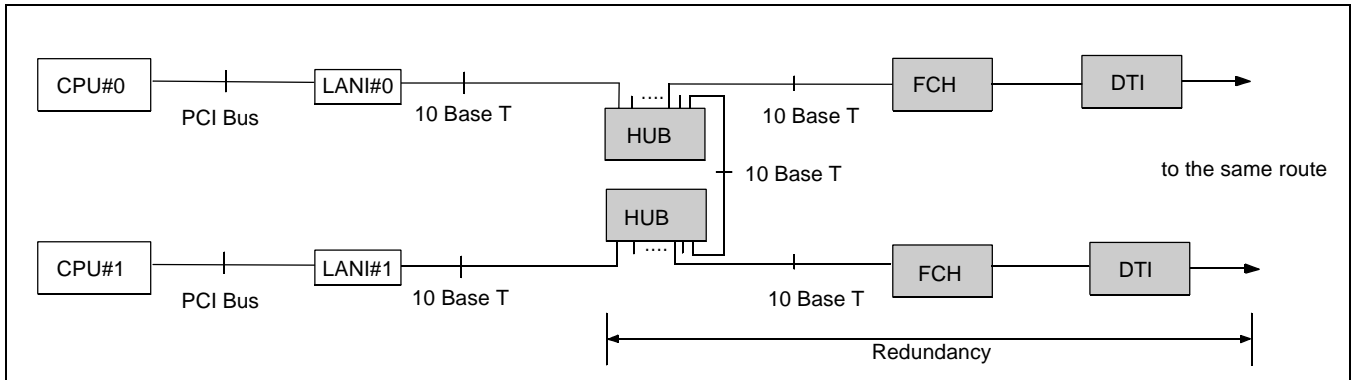 CPU#0
PCI Bus
LANI#0
10 Base T
....
HUB
10 Base T
FCH
DTI
10 Base T
to the same route
HUB
....
CPU#1
PCI Bus
LANI#1
10 Base T
10 Base T
FCH
DTI
Redundancy